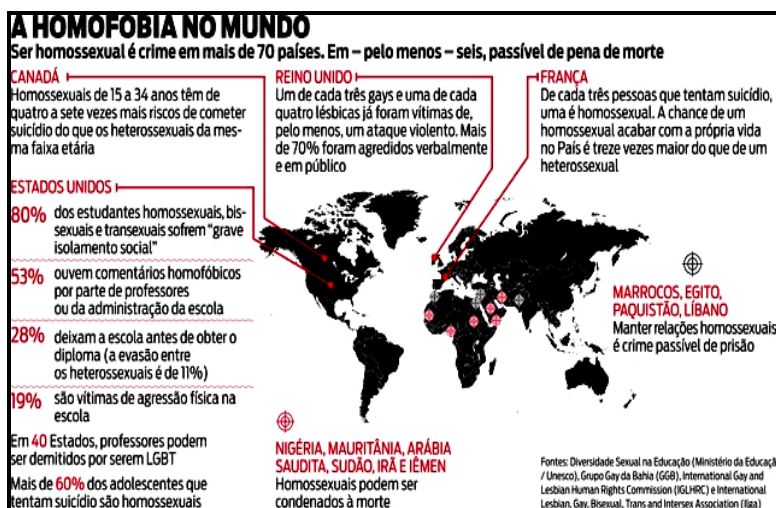 A HOMOFOBIA NO MUNDO
Ser homossexual é crime em mais de 70 países. Em – pelo menos – seis, passível de pena de morte
CANADÁ
Homossexuais de 15 a 34 anos têm de
quatro a sete vezes mais riscos de cometer
suicídio do que os heterossexuais da mes-
ma faixa etária
REINO UNIDO
Um de cada três gays e uma de cada
quatro lésbicas já foram vítimas de,
pelo menos, um ataque violento. Mais
de 70% foram agredidos verbalmente
e em público
FRANÇA
De cada três pessoas que tentam suicídio,
uma é homossexual. A chance de um
homossexual acabar com a própria vida
no País é treze vezes maior do que de um
heterossexual
ESTADOS UNIDOS
80% dos estudantes homossexuais, bis-
sexuais e transexuais sofrem "grave
isolamento social"
53% ouvem comentários homofóbicos
por parte de professores
ou da administração da escola
28% deixam a escola antes de obter o
diploma (a evasão entre
os heterossexuais é de 11%)
19% são vítimas de agressão física na
escola
Em 40 Estados, professores podem
ser demitidos por serem LGBT
Mais de 60% dos adolescentes que
tentam suicídio são homossexuais
MARROCOS, EGITO,
PAQUISTÃO, LÍBANO
Manter relações homossexuais
é crime passível de prisão
NIGÉRIA, MAURITÂNIA, ARÁBIA
SAUDITA, SUDÃO, IRÃ E IÊMEN
Homossexuais podem ser
condenados à morte
Fontes: Diversidade Sexual na Educação (Ministério da Educaçã
/ Unesco), Grupo Gay da Bahia (GGB), International Gay and
Lesbian Human Rights Commission (IGLHRC) e International
Lesbian, Gay, Bisexual, Trans and Intersex Association (Ilga)